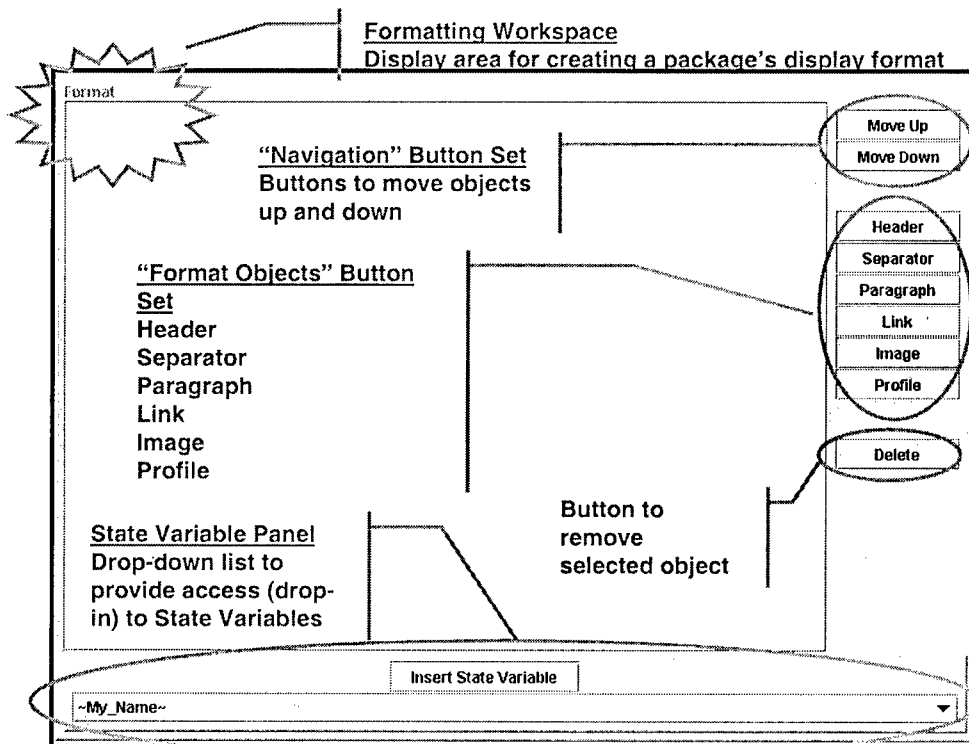 Formatting Workspace
Display area for creating a package's display format
Format
Move Up
Move Down
"Navigation" Button Set
Buttons to move objects
up and down
Header
Separator
Paragraph
Link
Image
Profile
"Format Objects" Button
Set
Header
Separator
Paragraph
Link
Image
Profile
Delete
Button to
remove
selected object
State Variable Panel
Drop-down list to
provide access (drop-
in) to State Variables
Insert State Variable
~My_Name~